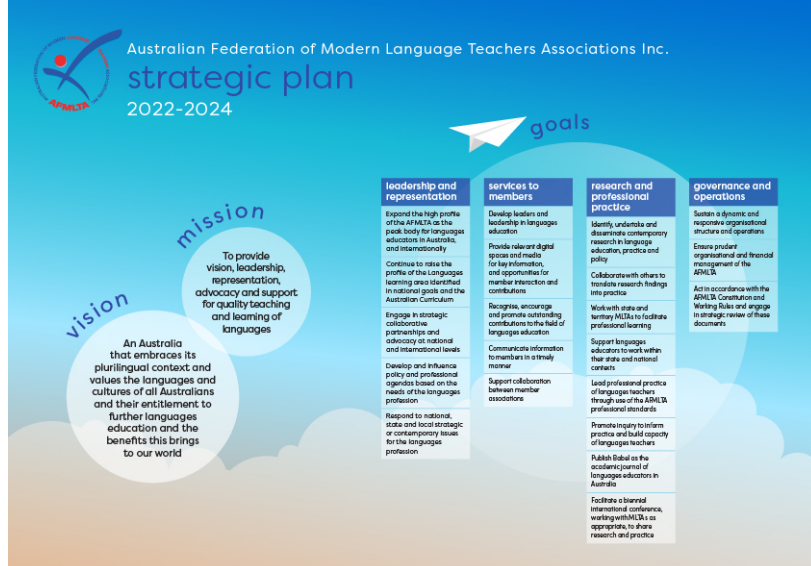 Australian Federation of Modern Language Teachers Associations Inc.
strategic plan
2022-2024
AFMLTA
vision
An Australia
that embraces its
plurilingual context and
values the languages and
cultures of all Australians
and their entitlement to
further languages
education and the
benefits this brings
to our world
mission
To provide
vision, leadership,
representation,
advocacy and support
for quality teaching
and learning of
languages
goals
leadership and
representation
Expand the high profile
of the AFMLTA as the
peak body for languages
educators in Australia,
and internationally
Continue to raise the
profile of the Languages
learning area identified
in national goals and the
Australian Curriculum
Engage in strategic
collaborative
partnerships and
advocacy at national
and international levels
Develop and influence
policy and professional
agendas based on the
needs of the languages
profession
Respond to national,
state and local strategic
or contemporary issues
for the languages
profession
services to
members
Develop leaders and
leadership in languages
education
Provide relevant digital
spaces and media
for key information,
and opportunities for
member interaction and
contributions
Recognise, encourage
and promote outstanding
contributions to the field of
languages education
Communicate information
to members in a timely
manner
Support collaboration
between member
associations
research and
professional
practice
Identify, undertake and
disseminate contemporary
research in language
education, practice and
policy
Collaborate with others to
translate research findings
into practice
Work with state and
territory MLTAs to facilitate
professional learning
Support languages
educators to work within
their state and national
contexts
Lead professional practice
of languages teachers
through use of the AFMLTA
professional standards
Promote inquiry to inform
practice and build capacity
of languages teachers
Publish Babel as the
academic journal of
languages educators in
Australia
Facilitate a biennial
international conference,
working with MLTAs as
appropriate, to share
research and practice
governance and
operations
Sustain a dynamic and
responsive organisational
structure and operations
Ensure prudent
organisational and financial
management of the
AFMLTA
Act in accordance with the
AFMLTA Constitution and
Working Rules and engage
in strategic review of these
documents